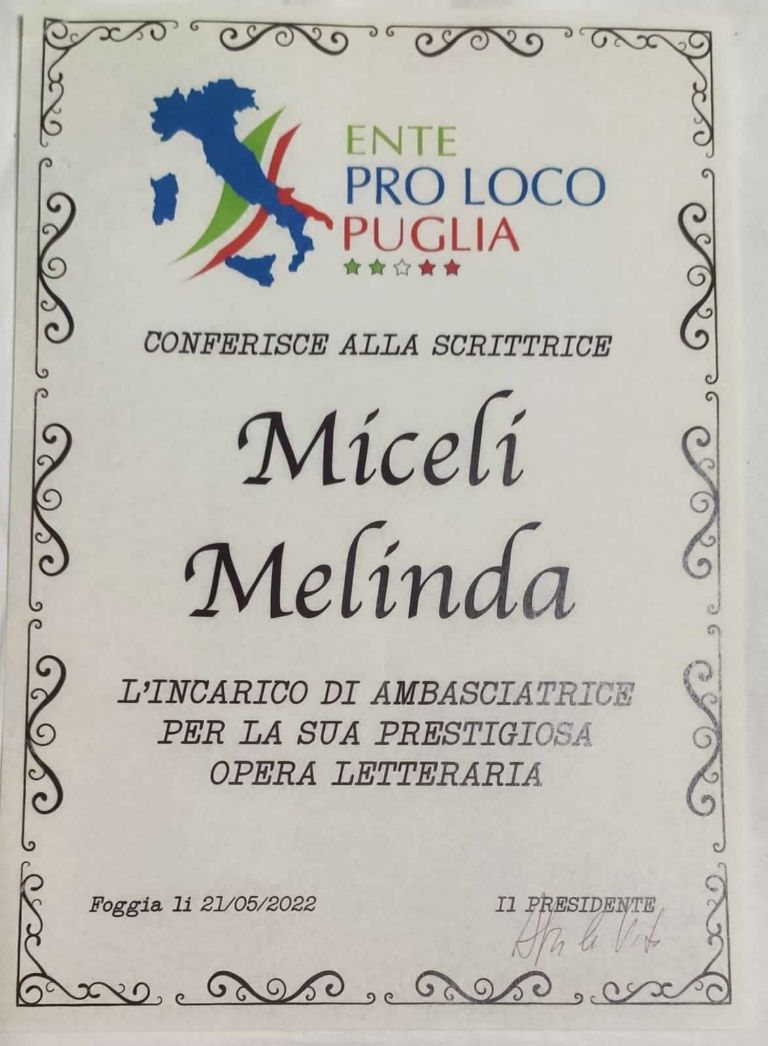 ENTE
PRO LOCO
PUGLIA
CONFERISCE ALLA SCRITTRICE
Miceli
Melinda
L'INCARICO DI AMBASCIATRICE
PER LA SUA PRESTIGIOSA
OPERA LETTERARIA
Foggia li 21/05/2022
Il PRESIDENTE